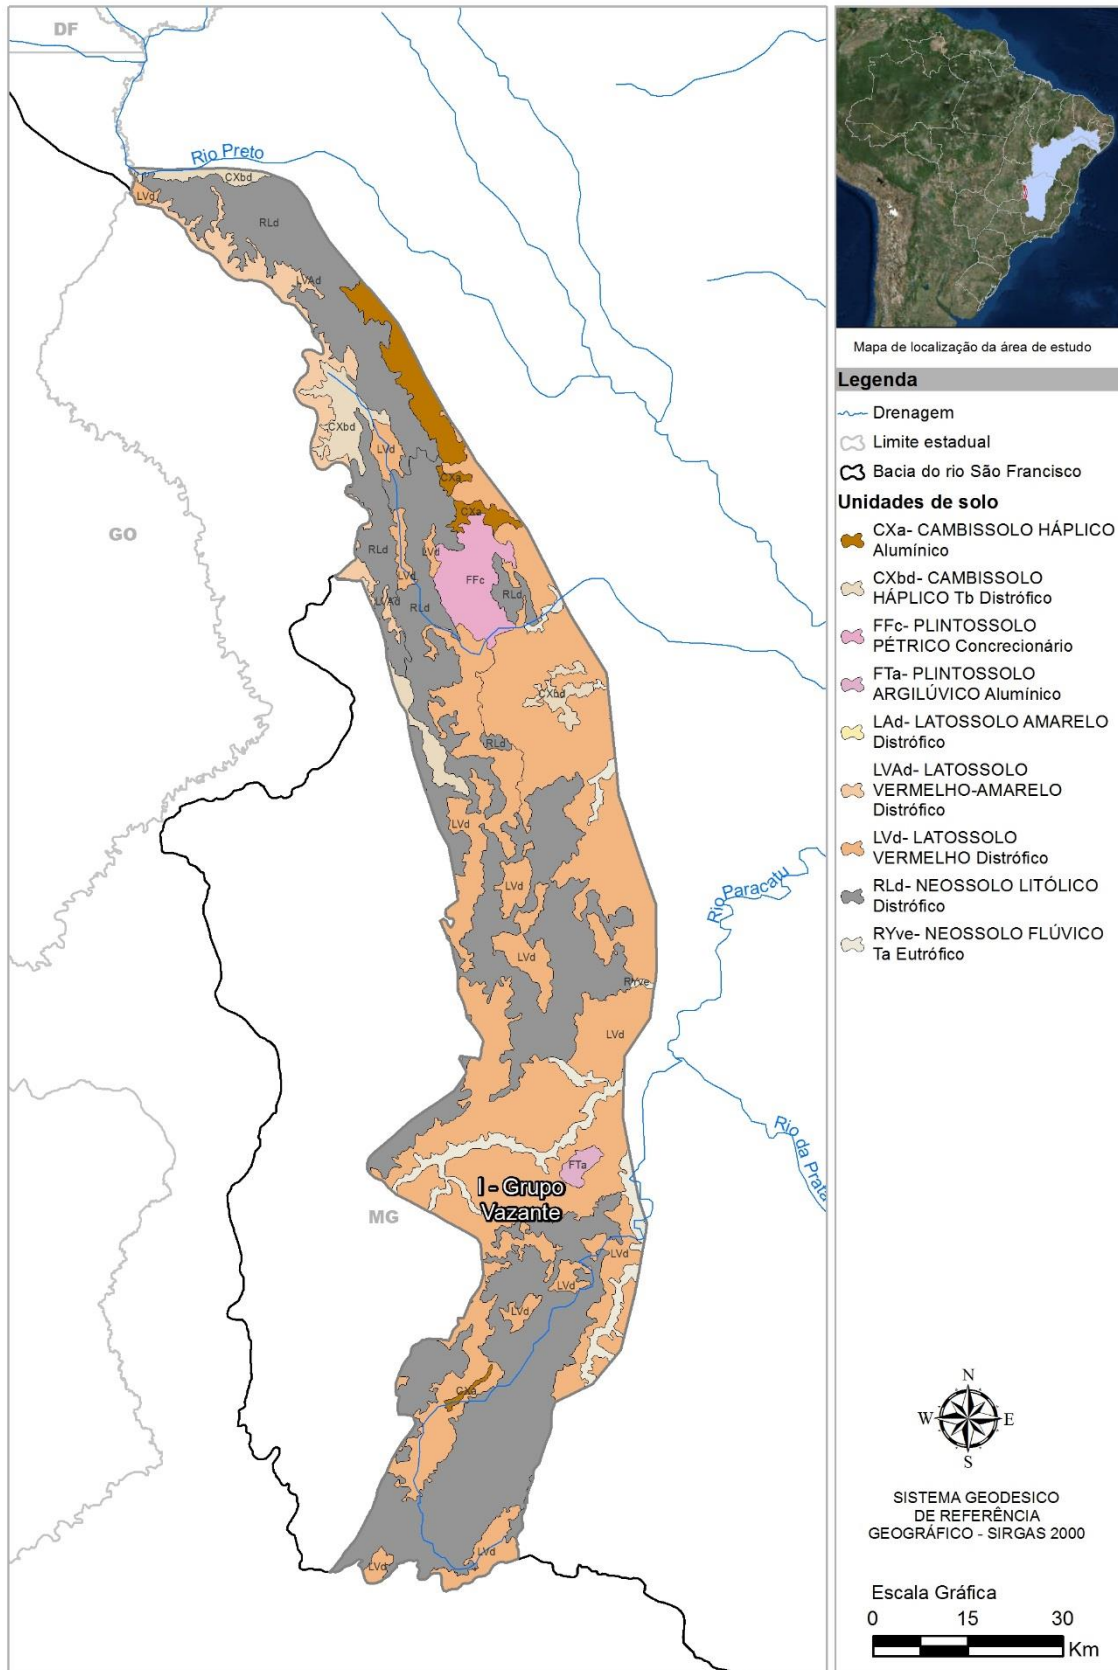 DF
Rio Preto
CXbd
LVd
RLd
LVAd
CXbd
LVd
CXa
CXa
GO
RLd
LVd
LVd
FFc
RLd
LVAd
RLd
CXbd
RLd
LVd
LVd
Rio Paracatu
LVd
RYve
LVd
Rio da Prata
FTa
I - Grupo
Vazante
MG
LVd
LVd
LVd
CXa
LVd
LVd
Mapa de localização da área de estudo
Legenda
Drenagem
Limite estadual
Bacia do rio São Francisco
Unidades de solo
CXa- CAMBISSOLO HÁPLICO
Alumínico
CXbd- CAMBISSOLO
HÁPLICO Tb Distrófico
FFc- PLINTOSSOLO
PÉTRICO Concrecionário
FTa- PLINTOSSOLO
ARGILÚVICO Alumínico
LAd- LATOSSOLO AMARELO
Distrófico
LVAd- LATOSSOLO
VERMELHO-AMARELO
Distrófico
LVd- LATOSSOLO
VERMELHO Distrófico
RLd- NEOSSOLO LITÓLICO
Distrófico
RYve- NEOSSOLO FLÚVICO
Ta Eutrófico
N
W E
S
SISTEMA GEODESICO
DE REFERÊNCIA
GEOGRÁFICO - SIRGAS 2000
Escala Gráfica
0 15 30
Km